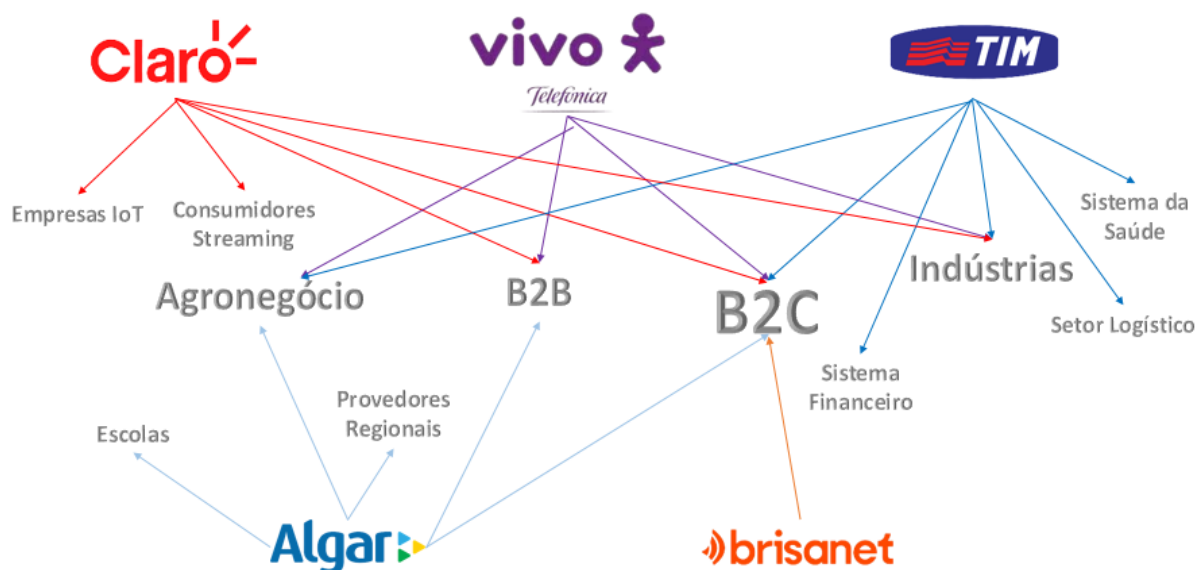 Claro
vivo
Telefónica
TIM
Empresas IoT
Consumidores
Streaming
Sistema da
Saúde
Agronegócio
B2B
B2C
Indústrias
Setor Logístico
Sistema
Financeiro
Provedores
Regionais
Escolas
Algar
brisanet